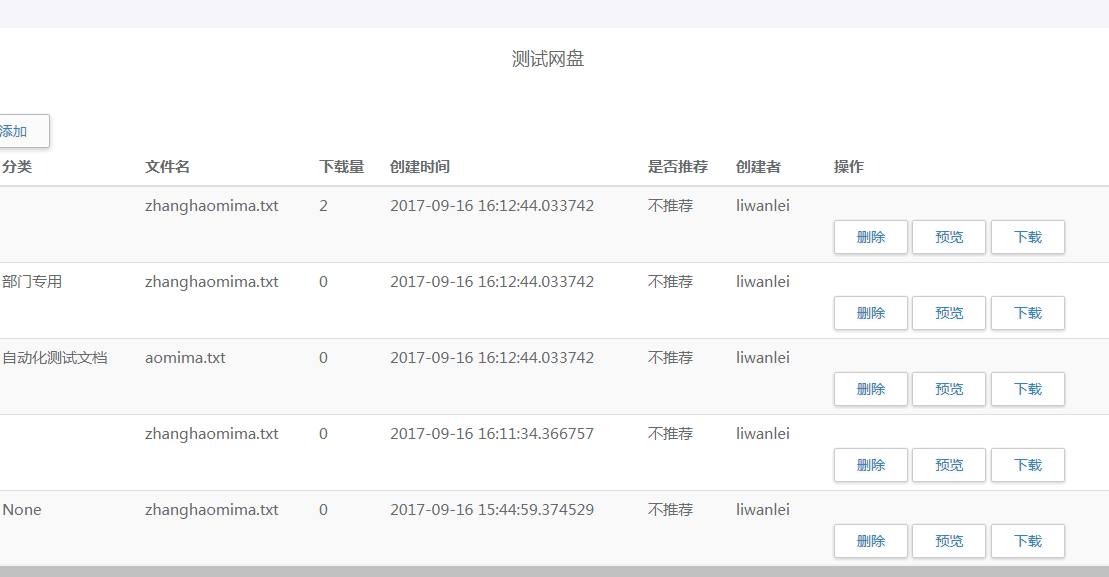 测试网盘
添加
分类 文件名 下载量 创建时间 是否推荐 创建者 操作
zhanghaomima.txt 2 2017-09-16 16:12:44.033742 不推荐 liwanlei
删除 预览 下载
部门专用 zhanghaomima.txt 0 2017-09-16 16:12:44.033742 不推荐 liwanlei
删除 预览 下载
自动化测试文档 aomima.txt 0 2017-09-16 16:12:44.033742 不推荐 liwanlei
删除 预览 下载
zhanghaomima.txt 0 2017-09-16 16:11:34.366757 不推荐 liwanlei
删除 预览 下载
None zhanghaomima.txt 0 2017-09-16 15:44:59.374529 不推荐 liwanlei
删除 预览 下载